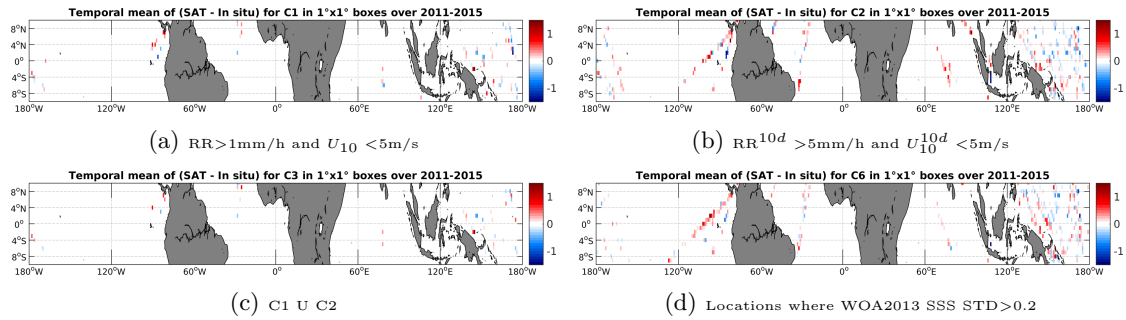 Temporal mean of (SAT - In situ) for C1 in 1°x1° boxes over 2011-2015
8°N
4°N
0°
4°S
8°S
180°W 120°W 60°W 0° 60°E 120°E 180°W
1
0
-1
(a) RR>1mm/h and U10 <5m/s
Temporal mean of (SAT - In situ) for C2 in 1°x1° boxes over 2011-2015
8°N
4°N
0°
4°S
8°S
180°W 120°W 60°W 0° 60°E 120°E 180°W
1
0
-1
(b) RR^10d >5mm/h and U_10^10d <5m/s
Temporal mean of (SAT - In situ) for C3 in 1°x1° boxes over 2011-2015
8°N
4°N
0°
4°S
8°S
180°W 120°W 60°W 0° 60°E 120°E 180°W
1
0
-1
(c) C1 U C2
Temporal mean of (SAT - In situ) for C6 in 1°x1° boxes over 2011-2015
8°N
4°N
0°
4°S
8°S
180°W 120°W 60°W 0° 60°E 120°E 180°W
1
0
-1
(d) Locations where WOA2013 SSS STD>0.2